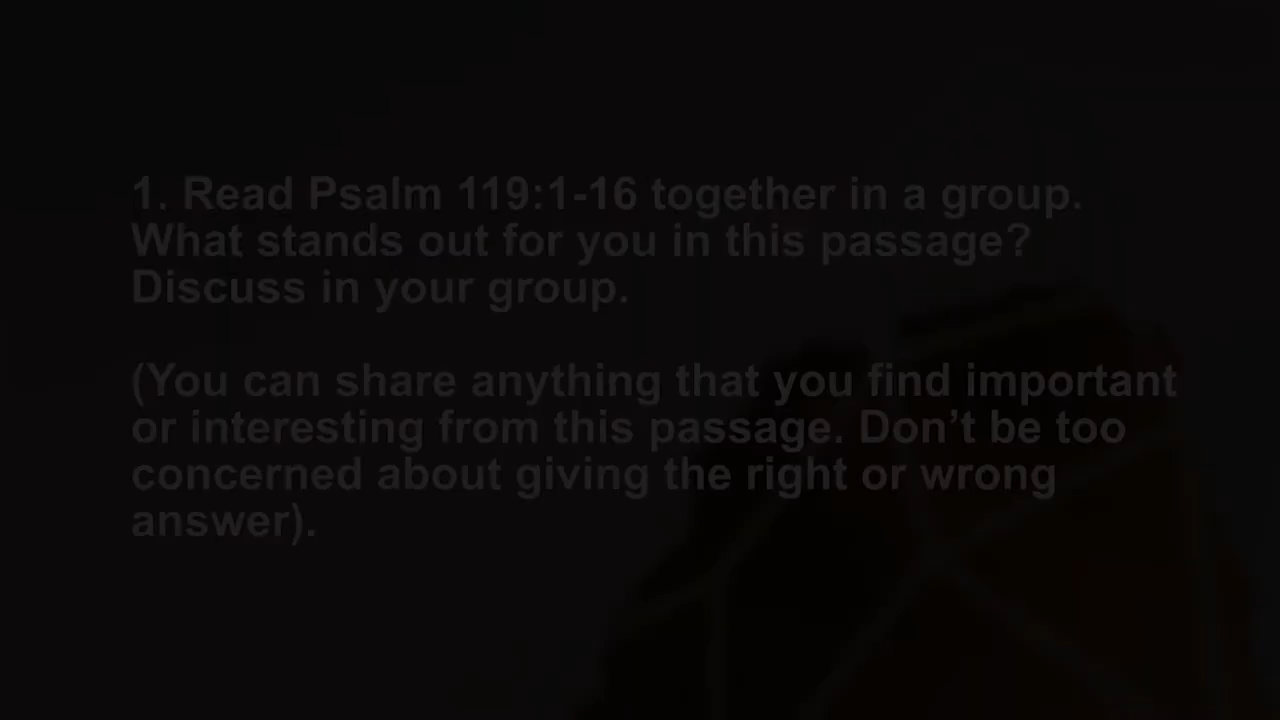 1. Read Psalm 119:1-16 together in a group.
What stands out for you in this passage?
Discuss in your group.
(You can share anything that you find important
or interesting from this passage. Don’t be too
concerned about giving the right or wrong
answer).